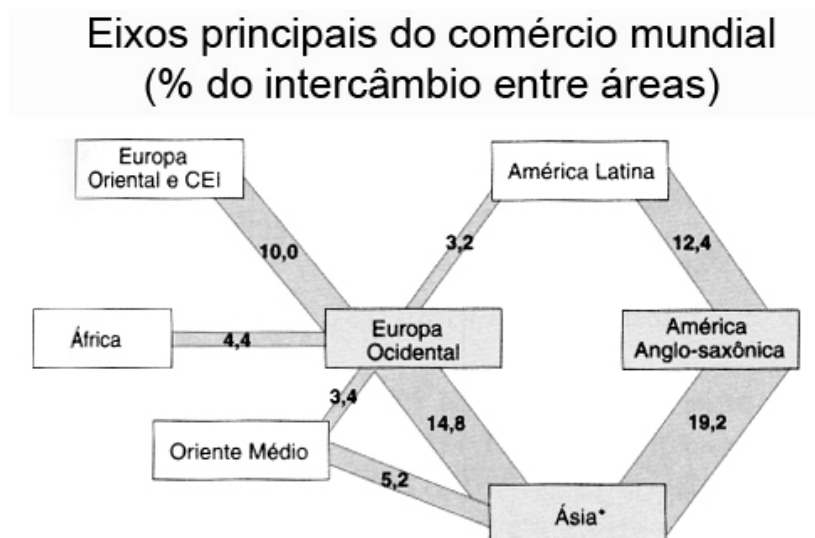 Eixos principais do comércio mundial
(% do intercâmbio entre áreas)
Europa
Oriental e CEI
América Latina
10,0
3,2
12,4
África
4,4
Europa
Ocidental
América
Anglo-saxônica
3,4
14,8
19,2
Oriente Médio
5,2
Ásia*